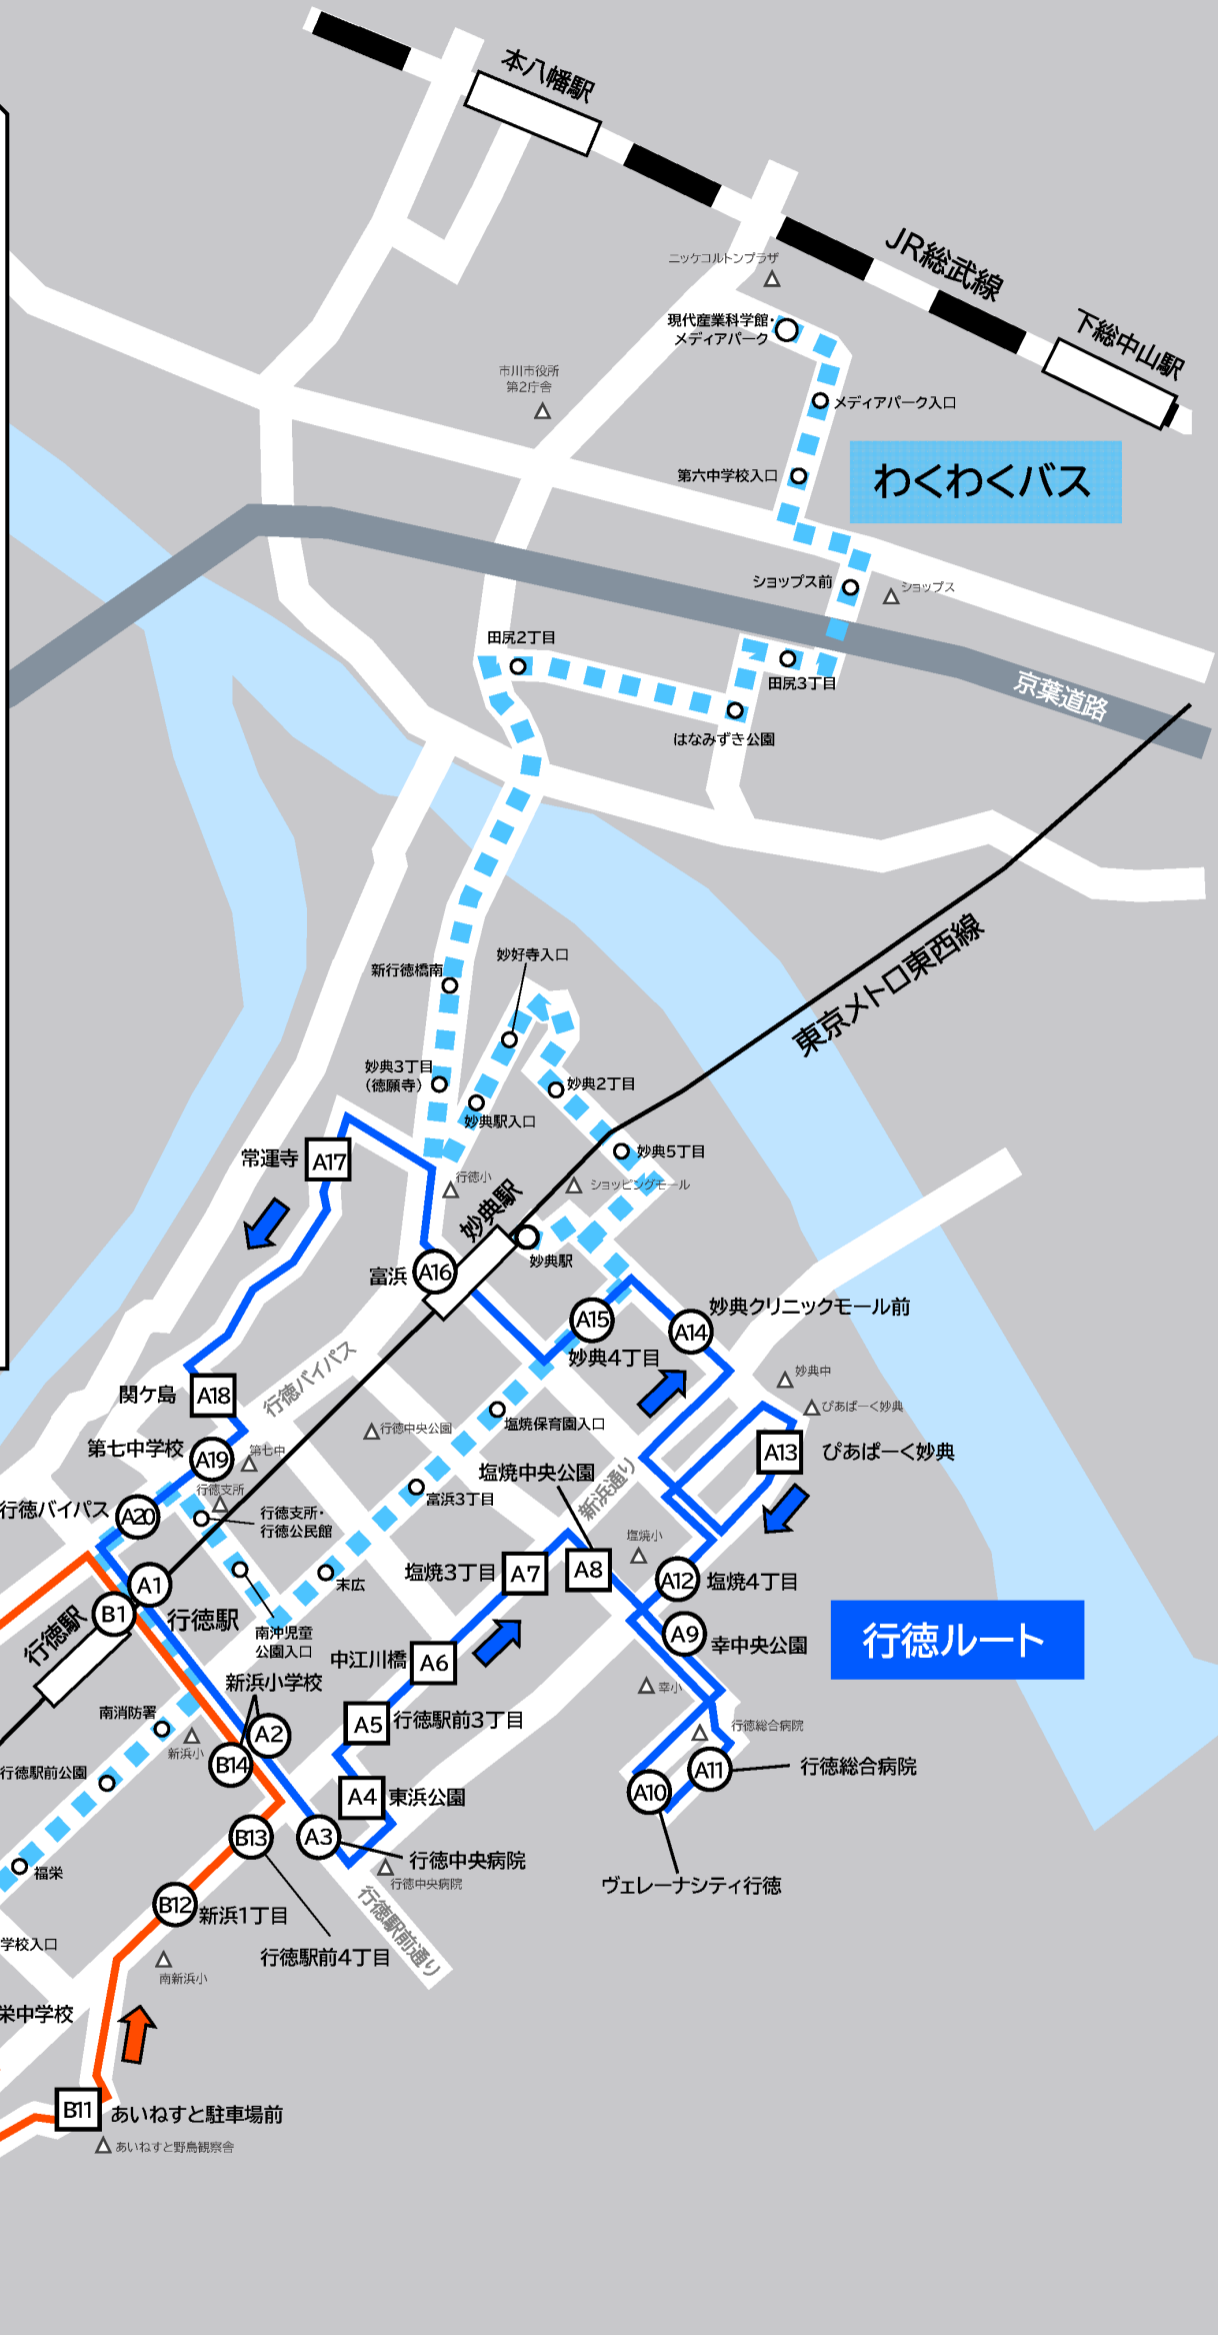 本八幡駅
JR総武線
下総中山駅
ニッケコルトンプラザ
現代産業科学館・
メディアパーク
市川市役所
第2庁舎
メディアパーク入口
わくわくバス
第六中学校入口
ショップス前
ショップス
田尻2丁目
田尻3丁目
京葉道路
はなみずき公園
東京メトロ東西線
新行徳橋南
妙好寺入口
妙典3丁目
(徳願寺)
妙典2丁目
妙典駅入口
常運寺
A17
妙典5丁目
行徳小
ショッピングモール
妙典駅
妙典駅
富浜
A16
A15
妙典4丁目
A14
妙典クリニックモール前
関ケ島
A18
行徳バイパス
妙典中
ぴあぱーく妙典
塩焼保育園入口
行徳中央公園
第七中学校
A19
第七中
A13
ぴあぱーく妙典
塩焼中央公園
新浜通り
行徳支所
富浜3丁目
行徳バイパス
A20
行徳支所・
行徳公民館
塩焼小
塩焼3丁目
A7
A8
A12
塩焼4丁目
末広
A1
B1
行徳駅
行徳駅
南沖児童
公園入口
A9
幸中央公園
行徳ルート
中江川橋
A6
新浜小学校
幸小
南消防署
新浜小
A2
A5
行徳駅前3丁目
行徳総合病院
B14
行徳駅前公園
A10
A11
行徳総合病院
A4
東浜公園
B13
A3
行徳中央病院
行徳中央病院
福栄
ヴェレーナシティ行徳
B12
新浜1丁目
行徳駅前通り
学校入口
行徳駅前4丁目
南新浜小
栄中学校
B11
あいねすと駐車場前
あいねすと野鳥観察舎